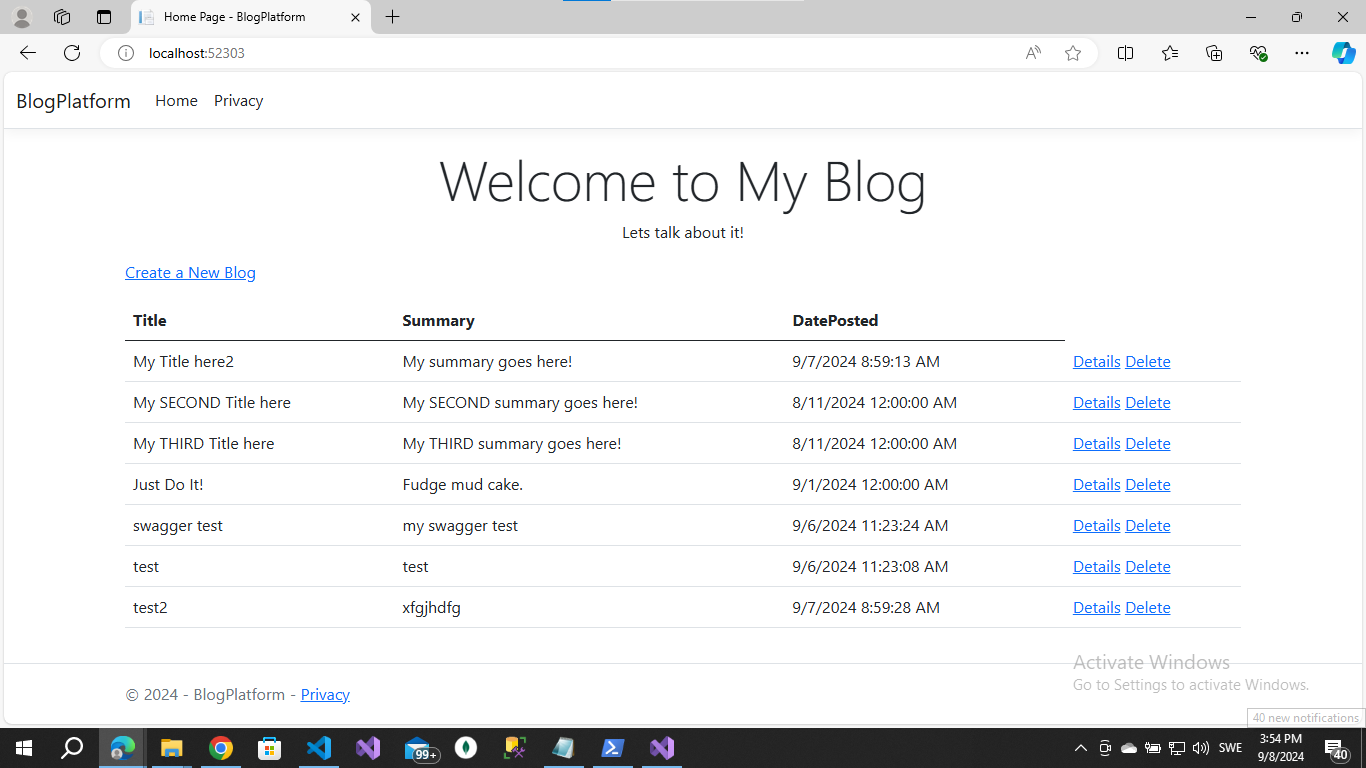 Home Page - BlogPlatform
localhost:52303
BlogPlatform Home Privacy
Welcome to My Blog
Lets talk about it!
Create a New Blog
Title Summary DatePosted
My Title here2 My summary goes here! 9/7/2024 8:59:13 AM Details Delete
My SECOND Title here My SECOND summary goes here! 8/11/2024 12:00:00 AM Details Delete
My THIRD Title here My THIRD summary goes here! 8/11/2024 12:00:00 AM Details Delete
Just Do It! Fudge mud cake. 9/1/2024 12:00:00 AM Details Delete
swagger test my swagger test 9/6/2024 11:23:24 AM Details Delete
test test 9/6/2024 11:23:08 AM Details Delete
test2 xfgjhdfg 9/7/2024 8:59:28 AM Details Delete
Activate Windows
Go to Settings to activate Windows.
© 2024 - BlogPlatform - Privacy
40 new notifications
99+ SWE 3:54 PM 40
9/8/2024